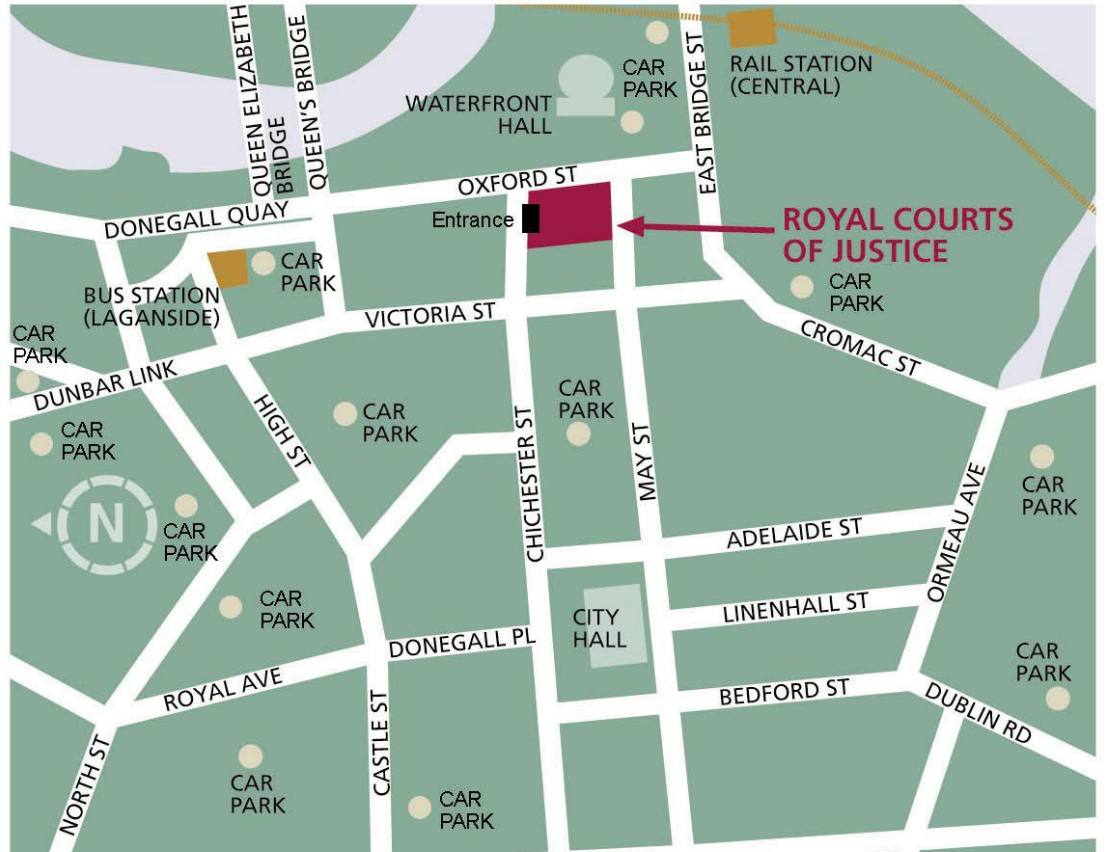 QUEEN ELIZABETH
BRIDGE
QUEEN'S BRIDGE
CAR
PARK
EAST BRIDGE ST
RAIL STATION
(CENTRAL)
WATERFRONT
HALL
OXFORD ST
DONEGALL QUAY
Entrance
ROYAL COURTS
OF JUSTICE
CAR
PARK
BUS STATION
(LAGANSIDE)
CAR
PARK
VICTORIA ST
CAR
PARK
CROMAC ST
DUNBAR LINK
CAR
PARK
HIGH ST
CAR
PARK
CAR
PARK
CHICHESTER ST
MAY ST
CAR
PARK
N
CAR
PARK
ADELAIDE ST
ORMEAU AVE
CAR
PARK
CITY
HALL
LINENHALL ST
DONEGALL PL
ROYAL AVE
BEDFORD ST
CAR
PARK
DUBLIN RD
NORTH ST
CASTLE ST
CAR
PARK
CAR
PARK